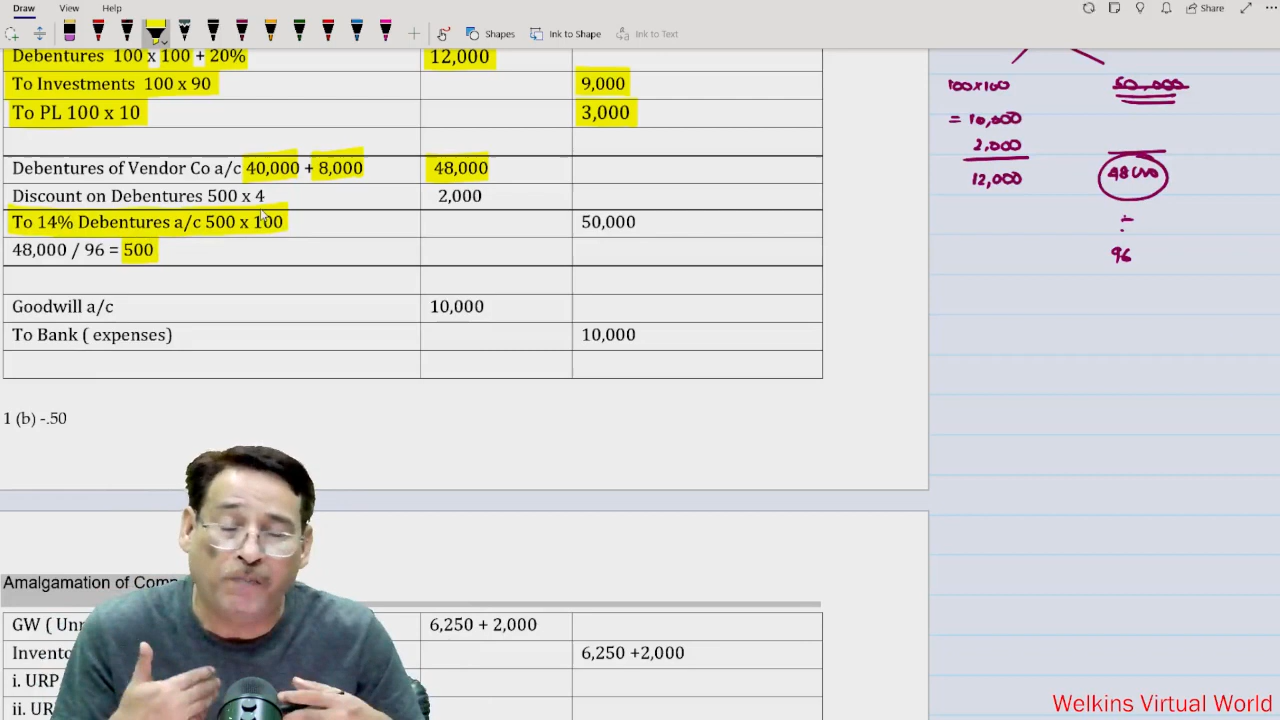 Draw View Help Share
Shapes Ink to Shape Ink to Text
Debentures 100 x 100 + 20% 12,000
To Investments 100 x 90 9,000
To PL 100 x 10 3,000
Debentures of Vendor Co a/c 40,000 + 8,000 48,000
Discount on Debentures 500 x 4 2,000
To 14% Debentures a/c 500 x 100 50,000
48,000 / 96 = 500
Goodwill a/c 10,000
To Bank ( expenses) 10,000
1 (b) -.50
100x100 60,000
= 10,000
2,000
12,000
48000
÷
96
Amalgamation of Comp
GW ( Unr 6,250 + 2,000
Invento 6,250 +2,000
i. URP
ii. UR
Welkins Virtual World